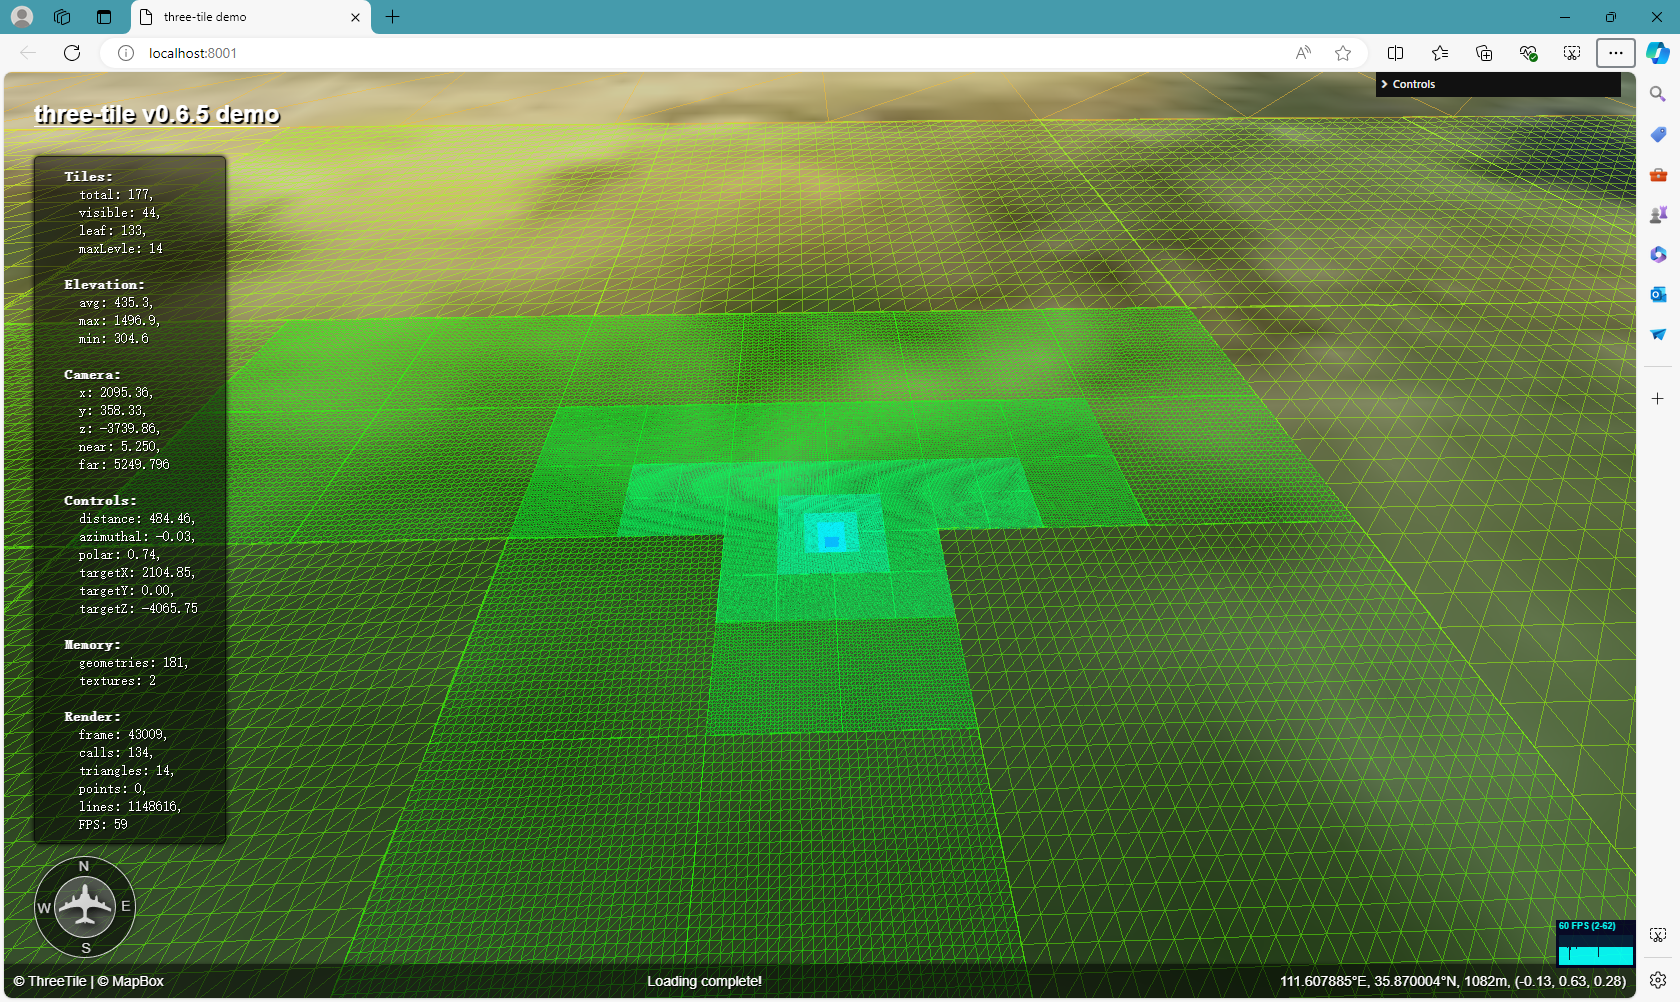 three-tile demo
localhost:8001
Controls
three-tile v0.6.5 demo
Tiles:
total: 177,
visible: 44,
leaf: 133,
maxLevle: 14
Elevation:
avg: 435.3,
max: 1496.9,
min: 304.6
Camera:
x: 2095.36,
y: 358.33,
z: -3739.86,
near: 5.250,
far: 5249.796
Controls:
distance: 484.46,
azimuthal: -0.03,
polar: 0.74,
targetX: 2104.85,
targetY: 0.00,
targetZ: -4065.75
Memory:
geometries: 181,
textures: 2
Render:
frame: 43009,
calls: 134,
triangles: 14,
points: 0,
lines: 1148616,
FPS: 59
N
W E
S
60 FPS (2-62)
© ThreeTile | © MapBox
Loading complete!
111.607885°E, 35.870004°N, 1082m, (-0.13, 0.63, 0.28)